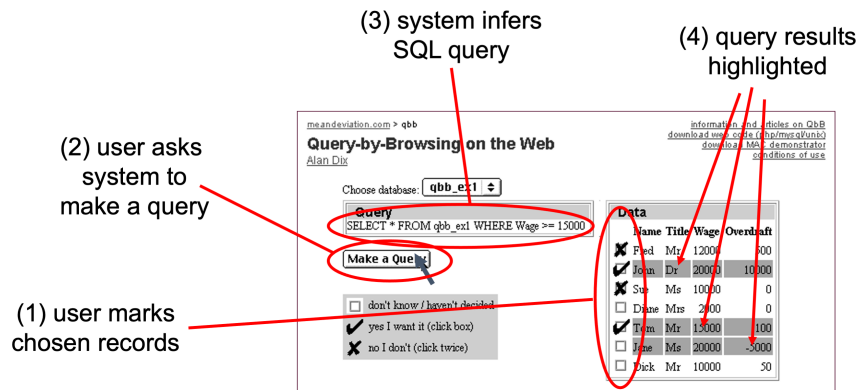 (3) system infers
SQL query
(4) query results
highlighted
(2) user asks
system to
make a query
(1) user marks
chosen records
meandeviation.com > qbb
information and articles on QbB
download web code (php/mysql/unix)
download MAC demonstrator
conditions of use
Query-by-Browsing on the Web
Alan Dix
Choose database: qbb_ex1
Query
SELECT * FROM qbb_ex1 WHERE Wage >= 15000
Make a Query
don't know / haven't decided
yes I want it (click box)
no I don't (click twice)
Data
Name Title Wage Overdraft
Fred Mr 12000 500
John Dr 20000 10000
Sue Ms 10000 0
Diane Mrs 2000 0
Tom Mr 15000 100
Jane Ms 20000 -5000
Dick Mr 10000 50